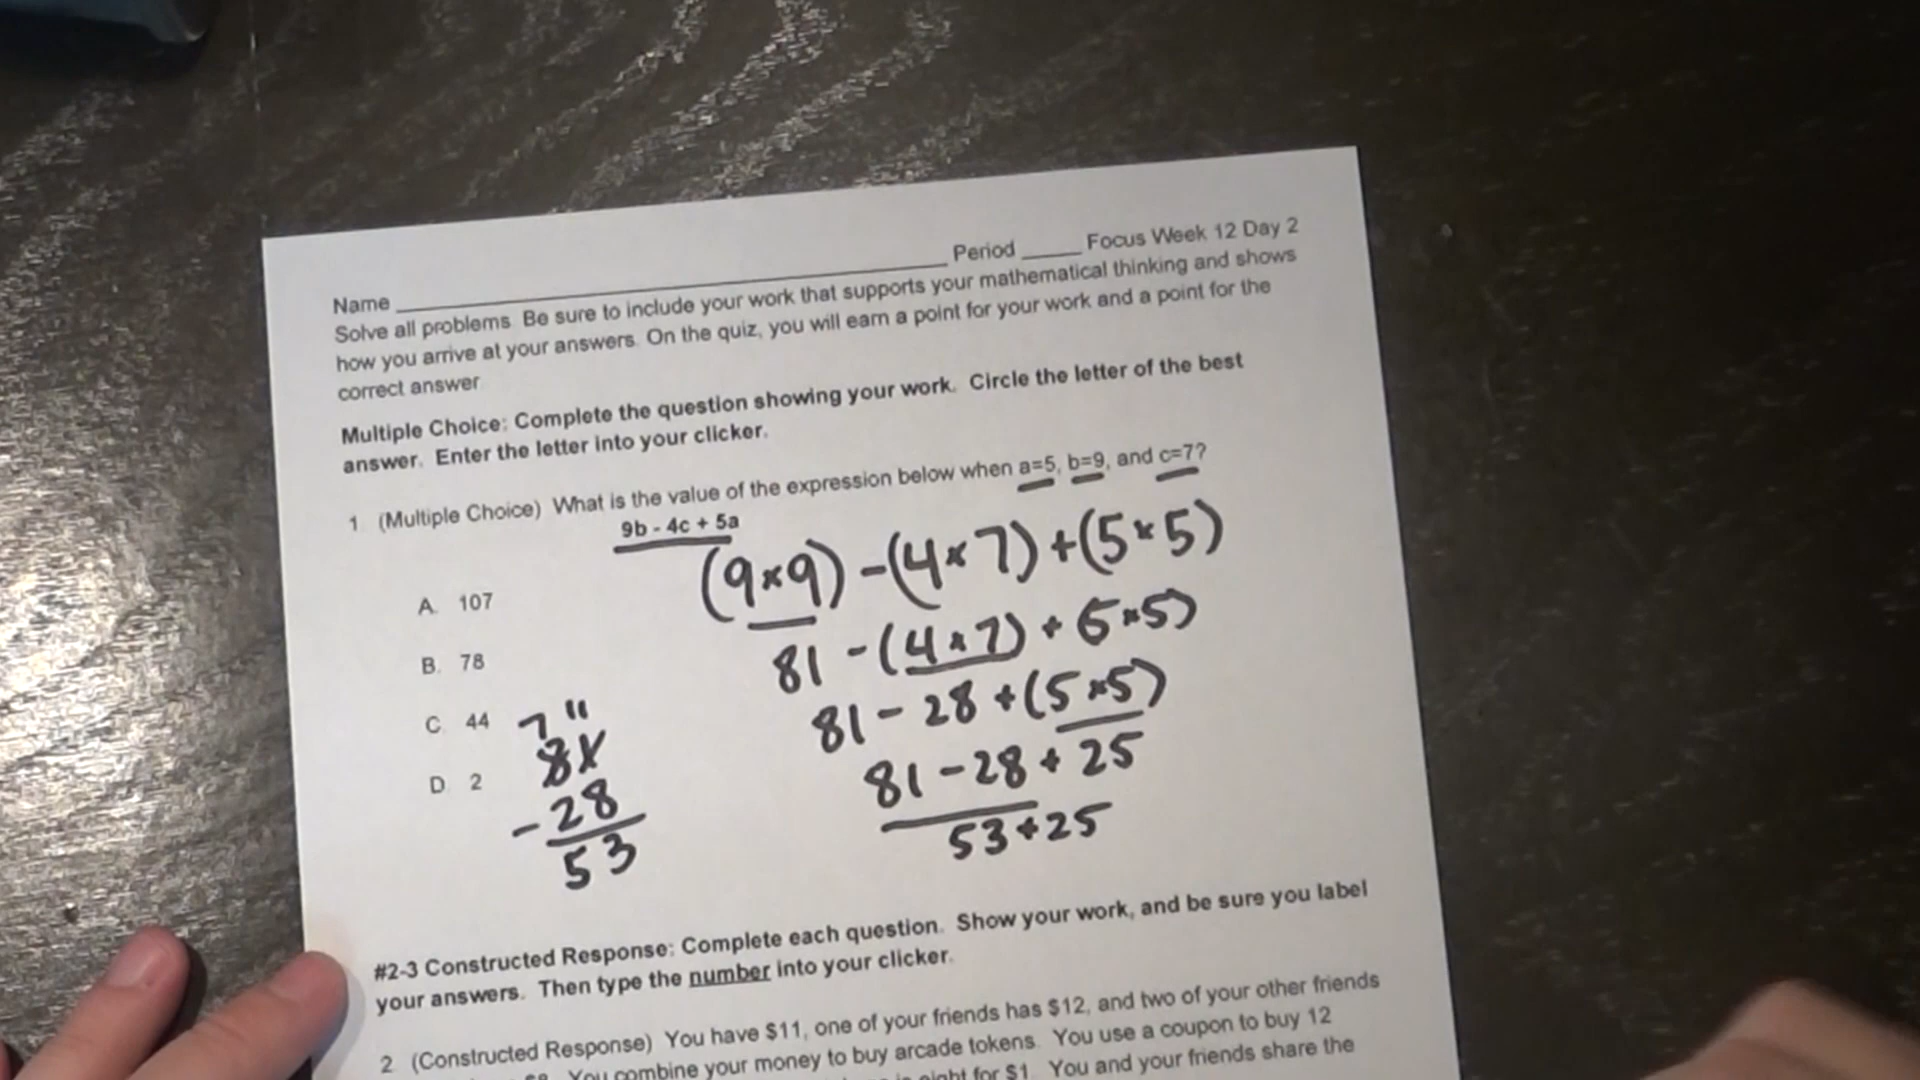 Name Period Focus Week 12 Day 2
Solve all problems. Be sure to include your work that supports your mathematical thinking and shows
how you arrive at your answers. On the quiz, you will earn a point for your work and a point for the
correct answer
Multiple Choice: Complete the question showing your work. Circle the letter of the best
answer. Enter the letter into your clicker.
1. (Multiple Choice) What is the value of the expression below when a=5, b=9, and c=7?
9b - 4c + 5a
(9×9) - (4×7) + (5×5)
A. 107
81 - (4×7) + 5×5)
B. 78
81 - 28 + (5×5)
C. 44
7 11
81 - 28 + 25
D. 2
81
53 + 25
- 28
53
#2-3 Constructed Response: Complete each question. Show your work, and be sure you label
your answers. Then type the number into your clicker.
2. (Constructed Response) You have $11, one of your friends has $12, and two of your other friends
You combine your money to buy arcade tokens. You use a coupon to buy 12
eight for $1. You and your friends share the